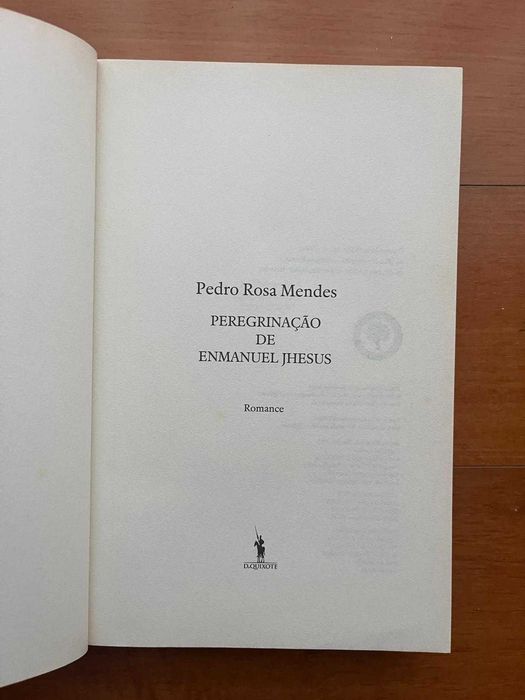 Pedro Rosa Mendes
PEREGRINAÇÃO
DE
ENMANUEL JHESUS
Romance
D.QUIXOTE